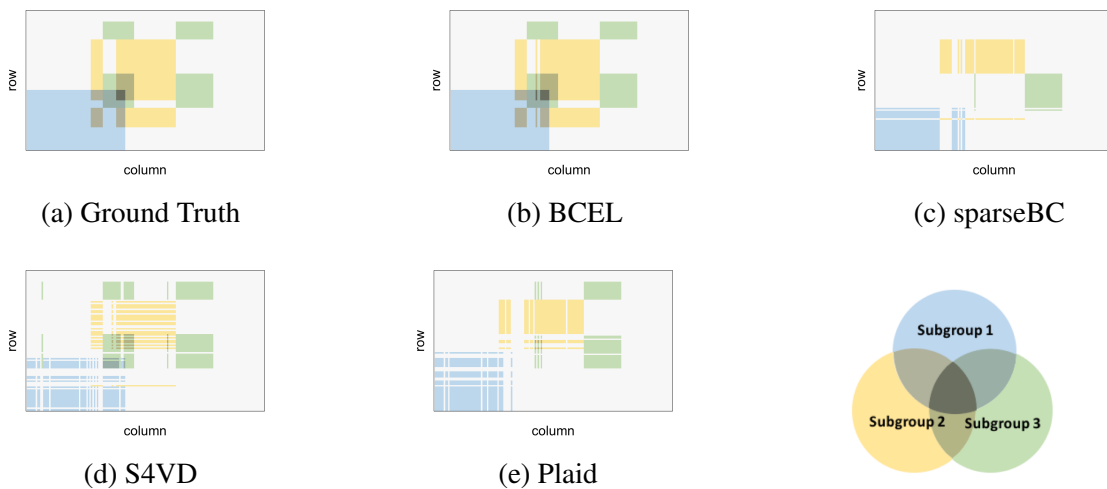 row
row
row
column
column
column
(a) Ground Truth
(b) BCEL
(c) sparseBC
row
row
column
column
(d) S4VD
(e) Plaid
Subgroup 1
Subgroup 2
Subgroup 3